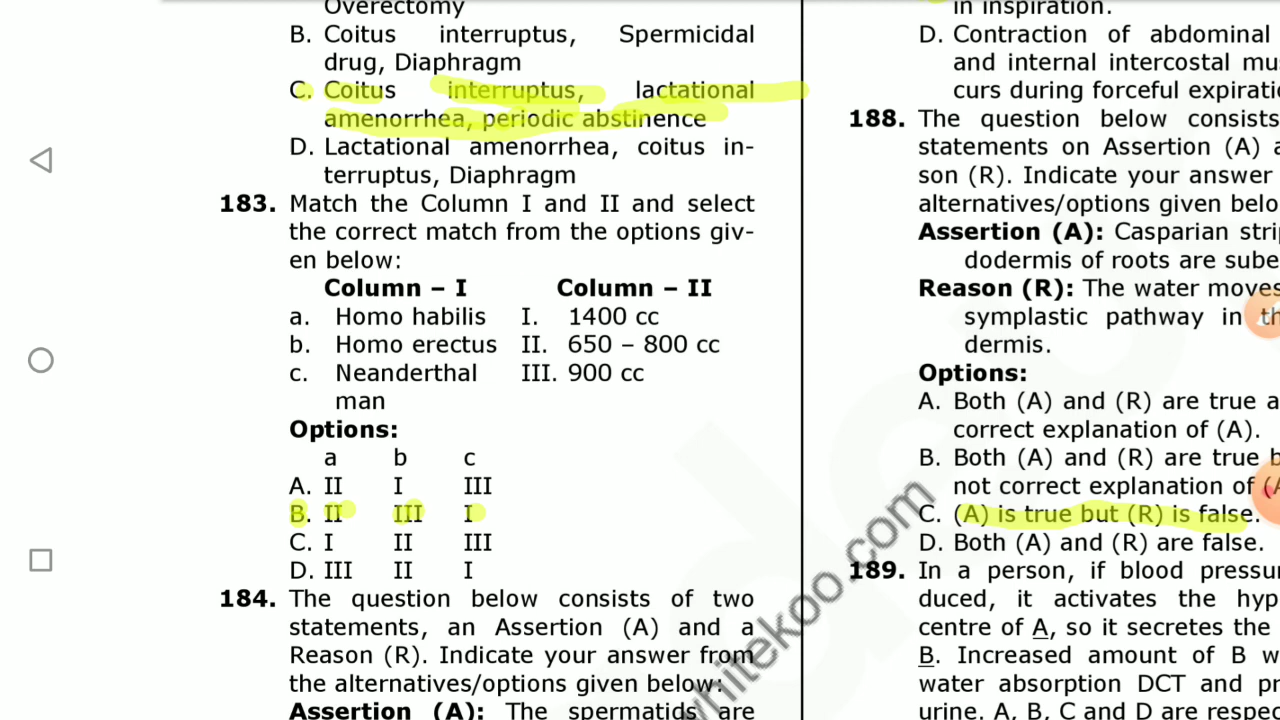 Overectomy
B. Coitus interruptus, Spermicidal
drug, Diaphragm
C. Coitus interruptus, lactational
amenorrhea, periodic abstinence
D. Lactational amenorrhea, coitus in-
terruptus, Diaphragm
183. Match the Column I and II and select
the correct match from the options giv-
en below:
Column – I Column – II
a. Homo habilis I. 1400 cc
b. Homo erectus II. 650 – 800 cc
c. Neanderthal III. 900 cc
man
Options:
a b c
A. II I III
B. II III I
C. I II III
D. III II I
184. The question below consists of two
statements, an Assertion (A) and a
Reason (R). Indicate your answer from
the alternatives/options given below:
Assertion (A): The spermatids are
in inspiration.
D. Contraction of abdominal
and internal intercostal mu
curs during forceful expirati
188. The question below consists
statements on Assertion (A) a
son (R). Indicate your answer
alternatives/options given belo
Assertion (A): Casparian stri
dodermis of roots are sube
Reason (R): The water moves
symplastic pathway in th
dermis.
Options:
A. Both (A) and (R) are true a
correct explanation of (A).
B. Both (A) and (R) are true b
not correct explanation of (A
C. (A) is true but (R) is false.
D. Both (A) and (R) are false.
189. In a person, if blood pressu
duced, it activates the hyp
centre of A, so it secretes the
B. Increased amount of B w
water absorption DCT and pr
urine. A, B, C and D are respec
whitekoo.com